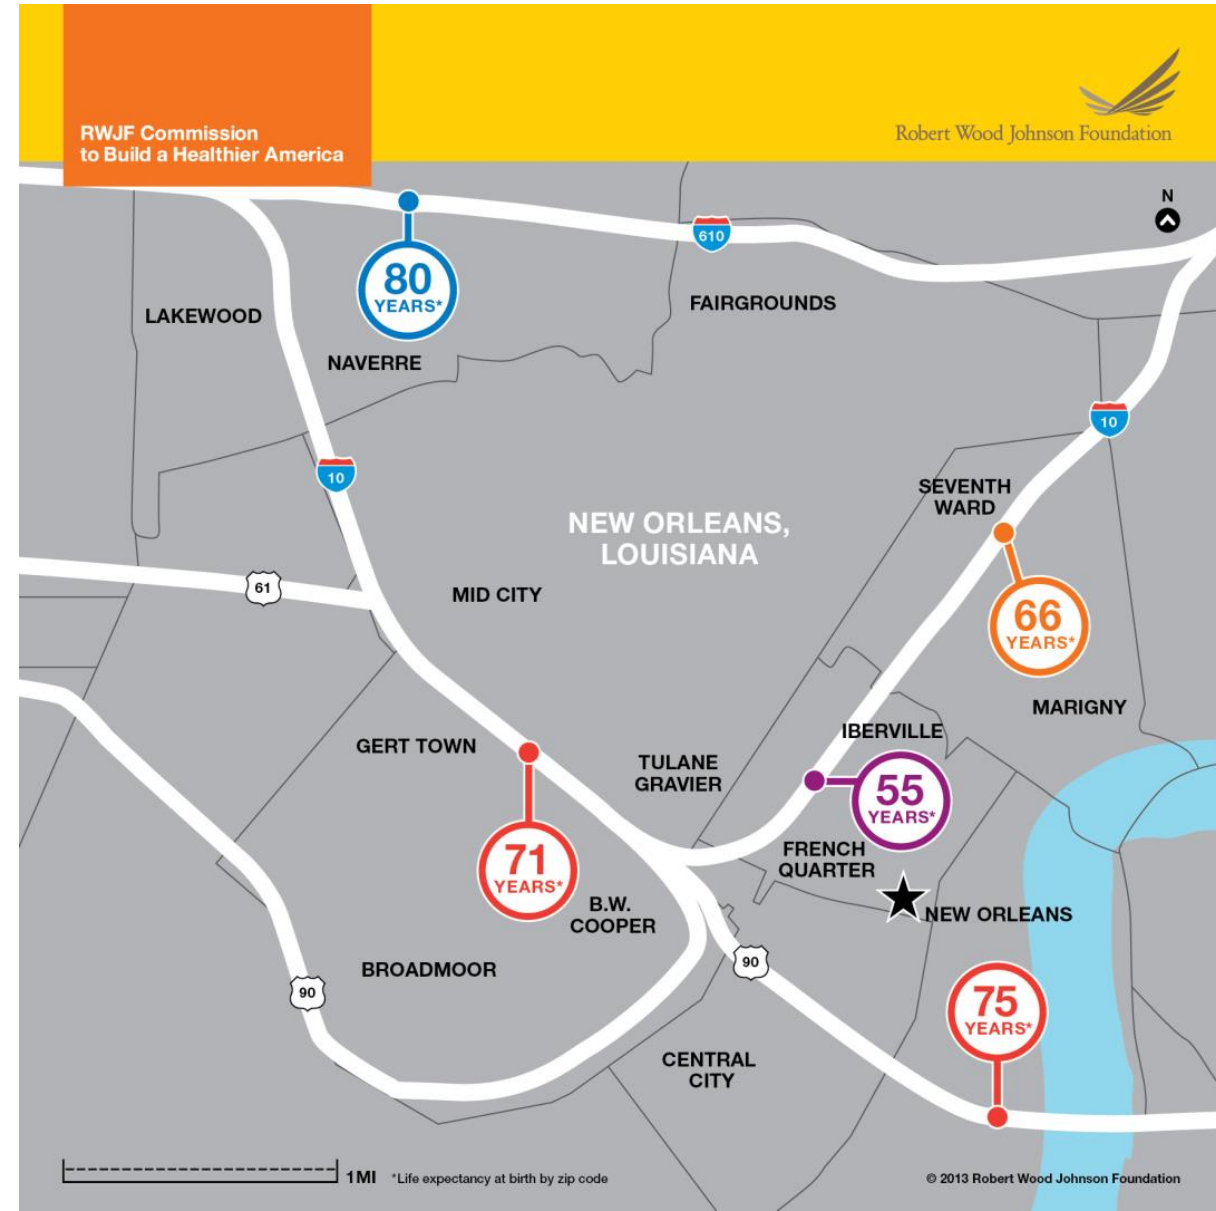 RWJF Commission
to Build a Healthier America
Robert Wood Johnson Foundation
N
610
80
YEARS*
LAKEWOOD
FAIRGROUNDS
NAVERRE
10
10
SEVENTH
WARD
NEW ORLEANS,
LOUISIANA
61
MID CITY
66
YEARS*
MARIGNY
IBERVILLE
GERT TOWN
TULANE
GRAVIER
55
YEARS*
71
YEARS*
FRENCH
QUARTER
B.W.
COOPER
NEW ORLEANS
BROADMOOR
90
90
75
YEARS*
CENTRAL
CITY
1MI
*Life expectancy at birth by zip code
© 2013 Robert Wood Johnson Foundation